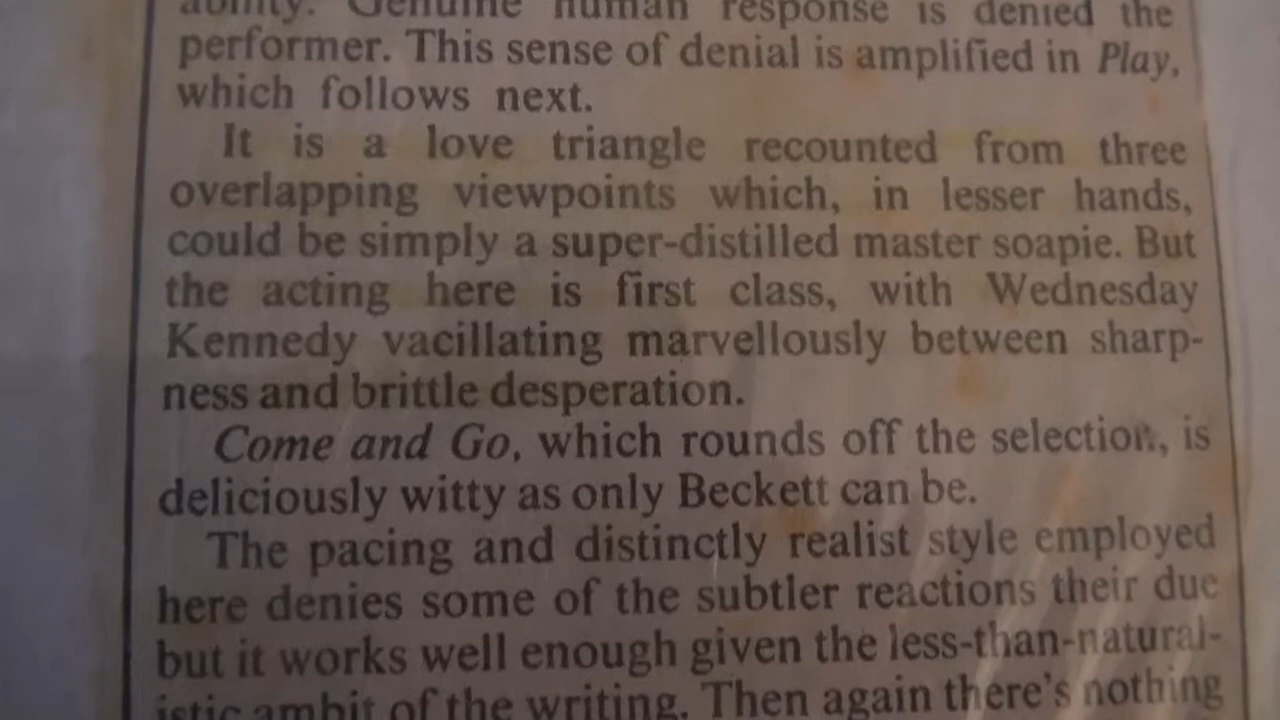 ability. Genuine human response is denied the
performer. This sense of denial is amplified in Play,
which follows next.
It is a love triangle recounted from three
overlapping viewpoints which, in lesser hands,
could be simply a super-distilled master soapie. But
the acting here is first class, with Wednesday
Kennedy vacillating marvellously between sharp-
ness and brittle desperation.
Come and Go, which rounds off the selection, is
deliciously witty as only Beckett can be.
The pacing and distinctly realist style employed
here denies some of the subtler reactions their due
but it works well enough given the less-than-natural-
istic ambit of the writing. Then again there's nothing